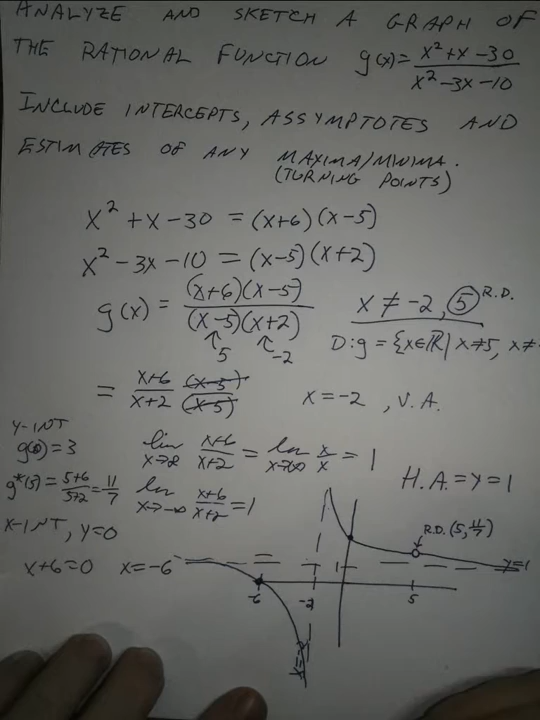 ANALYZE AND SKETCH A GRAPH OF
THE RATIONAL FUNCTION g(x) = (x²+x-30)/(x²-3x-10)
INCLUDE INTERCEPTS, ASSYMPTOTES AND
ESTIMATES OF ANY MAXIMA/MINIMA.
(TURNING POINTS)
x² + x - 30 = (x+6)(x-5)
x² - 3x - 10 = (x-5)(x+2)
g(x) = (x+6)(x-5)/(x-5)(x+2) x ≠ -2, 5 R.D.
↑5 ↖-2 D:g = {x∈ℝ | x≠5, x≠
= (x+6)/(x+2) (x-5)/(x-5) x = -2, V.A.
Y-INT
g(0) = 3
lim x→∞ (x+6)/(x+2) = lim x→∞ x/x = 1
H.A. = y = 1
g*(5) = (5+6)/(5+2) = 11/7
lim x→-∞ (x+6)/(x+2) = 1
X-INT, y=0
x+6=0 x=-6
R.D. (5, 11/7)
y=1
1
-6
-2
5
x=-2